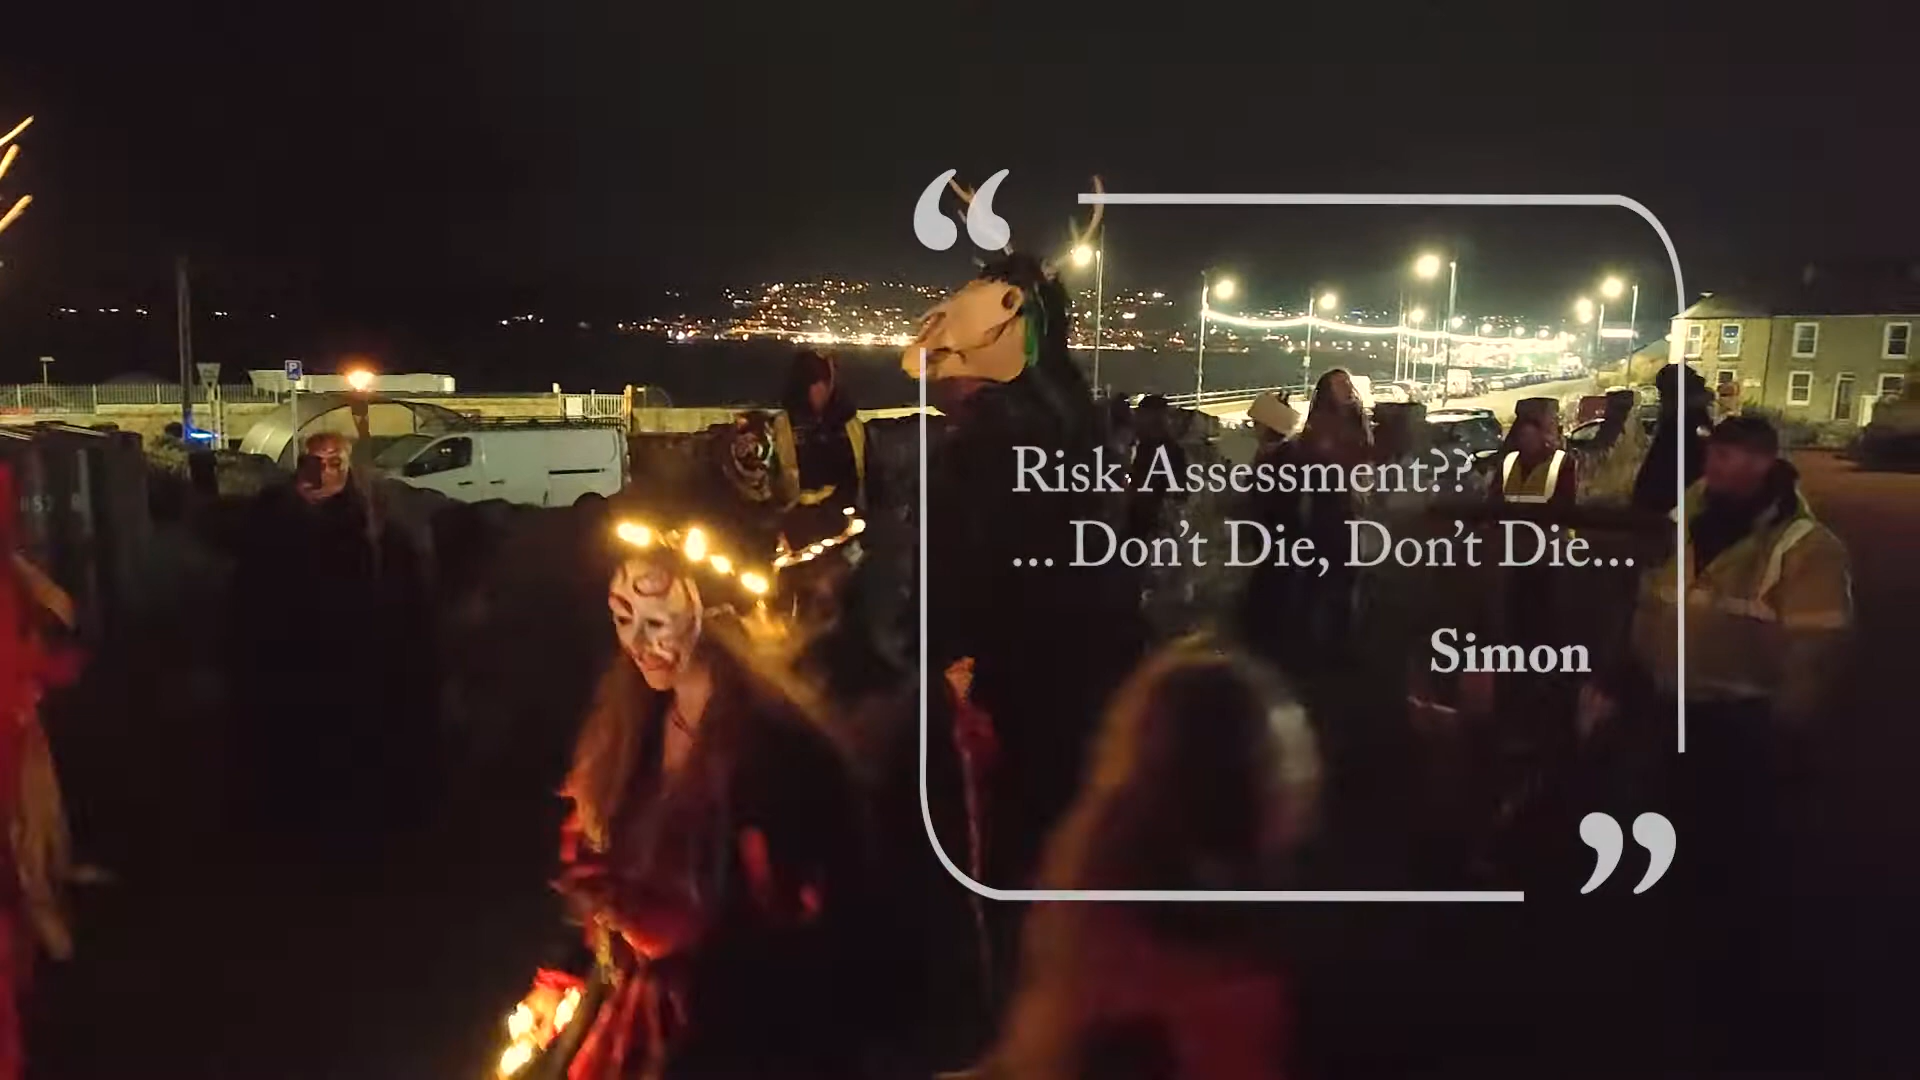 “
Risk Assessment??
... Don’t Die, Don’t Die...
Simon
”
P